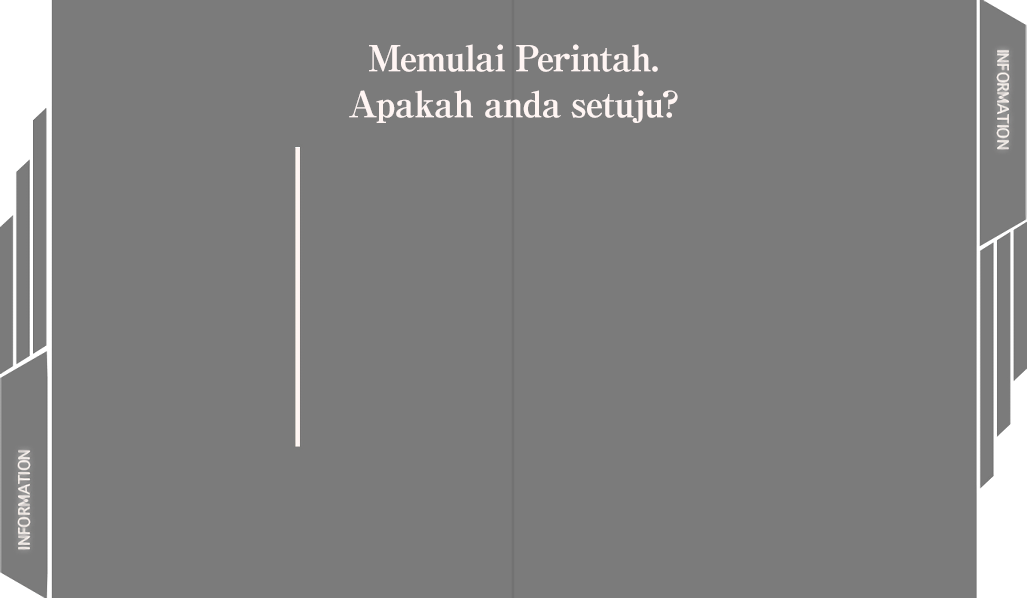 Memulai Perintah.
Apakah anda setuju?
INFORMATION
INFORMATION